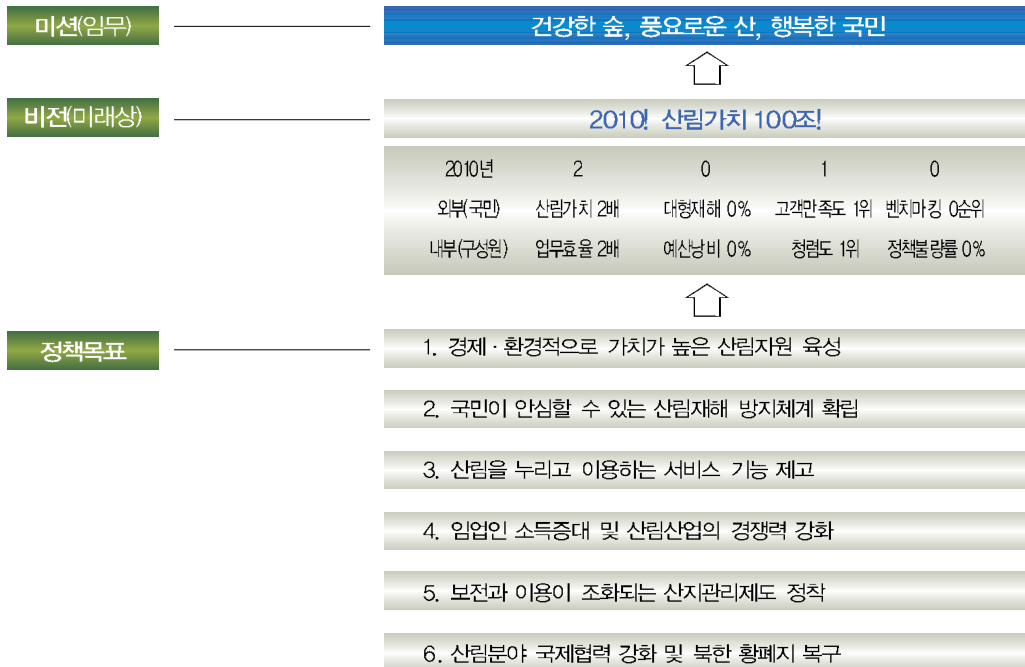 미션(임무)
건강한 숲, 풍요로운 산, 행복한 국민
비전(미래상)
2010! 산림가치 100조!
2010년 2 0 1 0
외부(국민) 산림가치 2배 대형재해 0% 고객만족도 1위 벤치마킹 0순위
내부(구성원) 업무효율 2배 예산낭비 0% 청렴도 1위 정책불량률 0%
정책목표
1. 경제·환경적으로 가치가 높은 산림자원 육성
2. 국민이 안심할 수 있는 산림재해 방지체계 확립
3. 산림을 누리고 이용하는 서비스 기능 제고
4. 임업인 소득증대 및 산림산업의 경쟁력 강화
5. 보전과 이용이 조화되는 산지관리제도 정착
6. 산림분야 국제협력 강화 및 북한 황폐지 복구